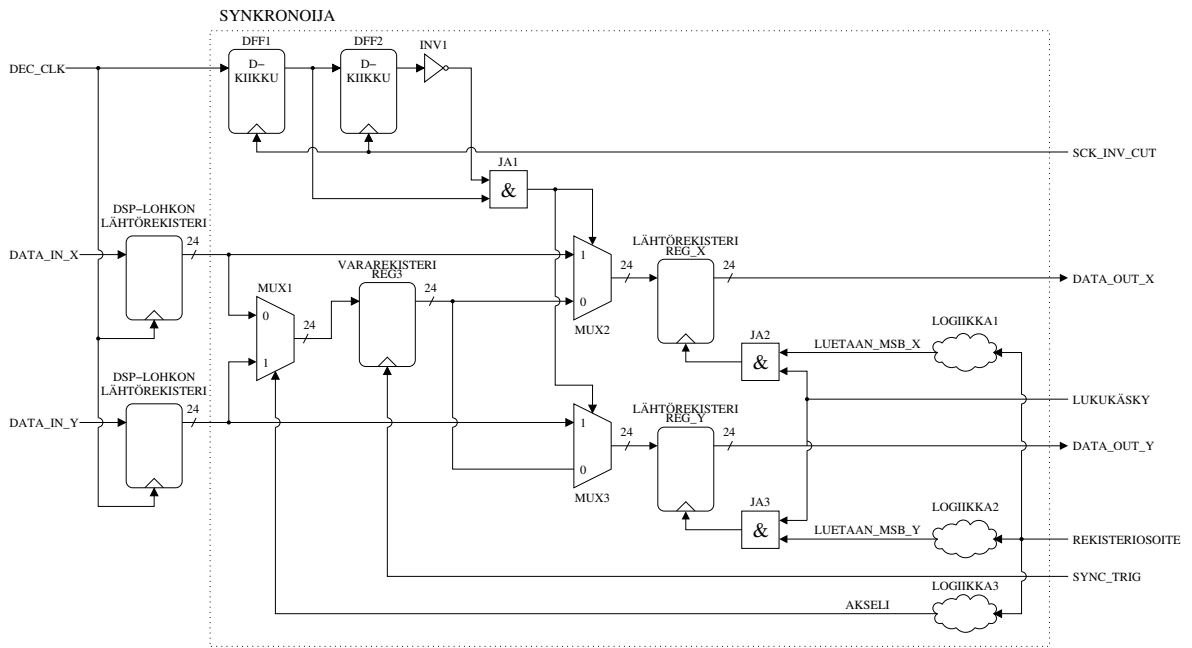 SYNKRONOIJA
DFF1
DFF2
INV1
DEC_CLK
D–
KIIKKU
D–
KIIKKU
SCK_INV_CUT
JA1
&
DSP–LOHKON
LÄHTÖREKISTERI
24
DATA_IN_X
VARAREKISTERI
REG3
24
MUX1
0
1
24
1
0
MUX2
24
LÄHTÖREKISTERI
REG_X
24
DATA_OUT_X
LOGIIKKA1
JA2
&
LUETAAN_MSB_X
DSP–LOHKON
LÄHTÖREKISTERI
24
DATA_IN_Y
LUKUKÄSKY
1
0
MUX3
24
LÄHTÖREKISTERI
REG_Y
24
DATA_OUT_Y
JA3
&
LUETAAN_MSB_Y
LOGIIKKA2
REKISTERIOSOITE
SYNC_TRIG
LOGIIKKA3
AKSELI